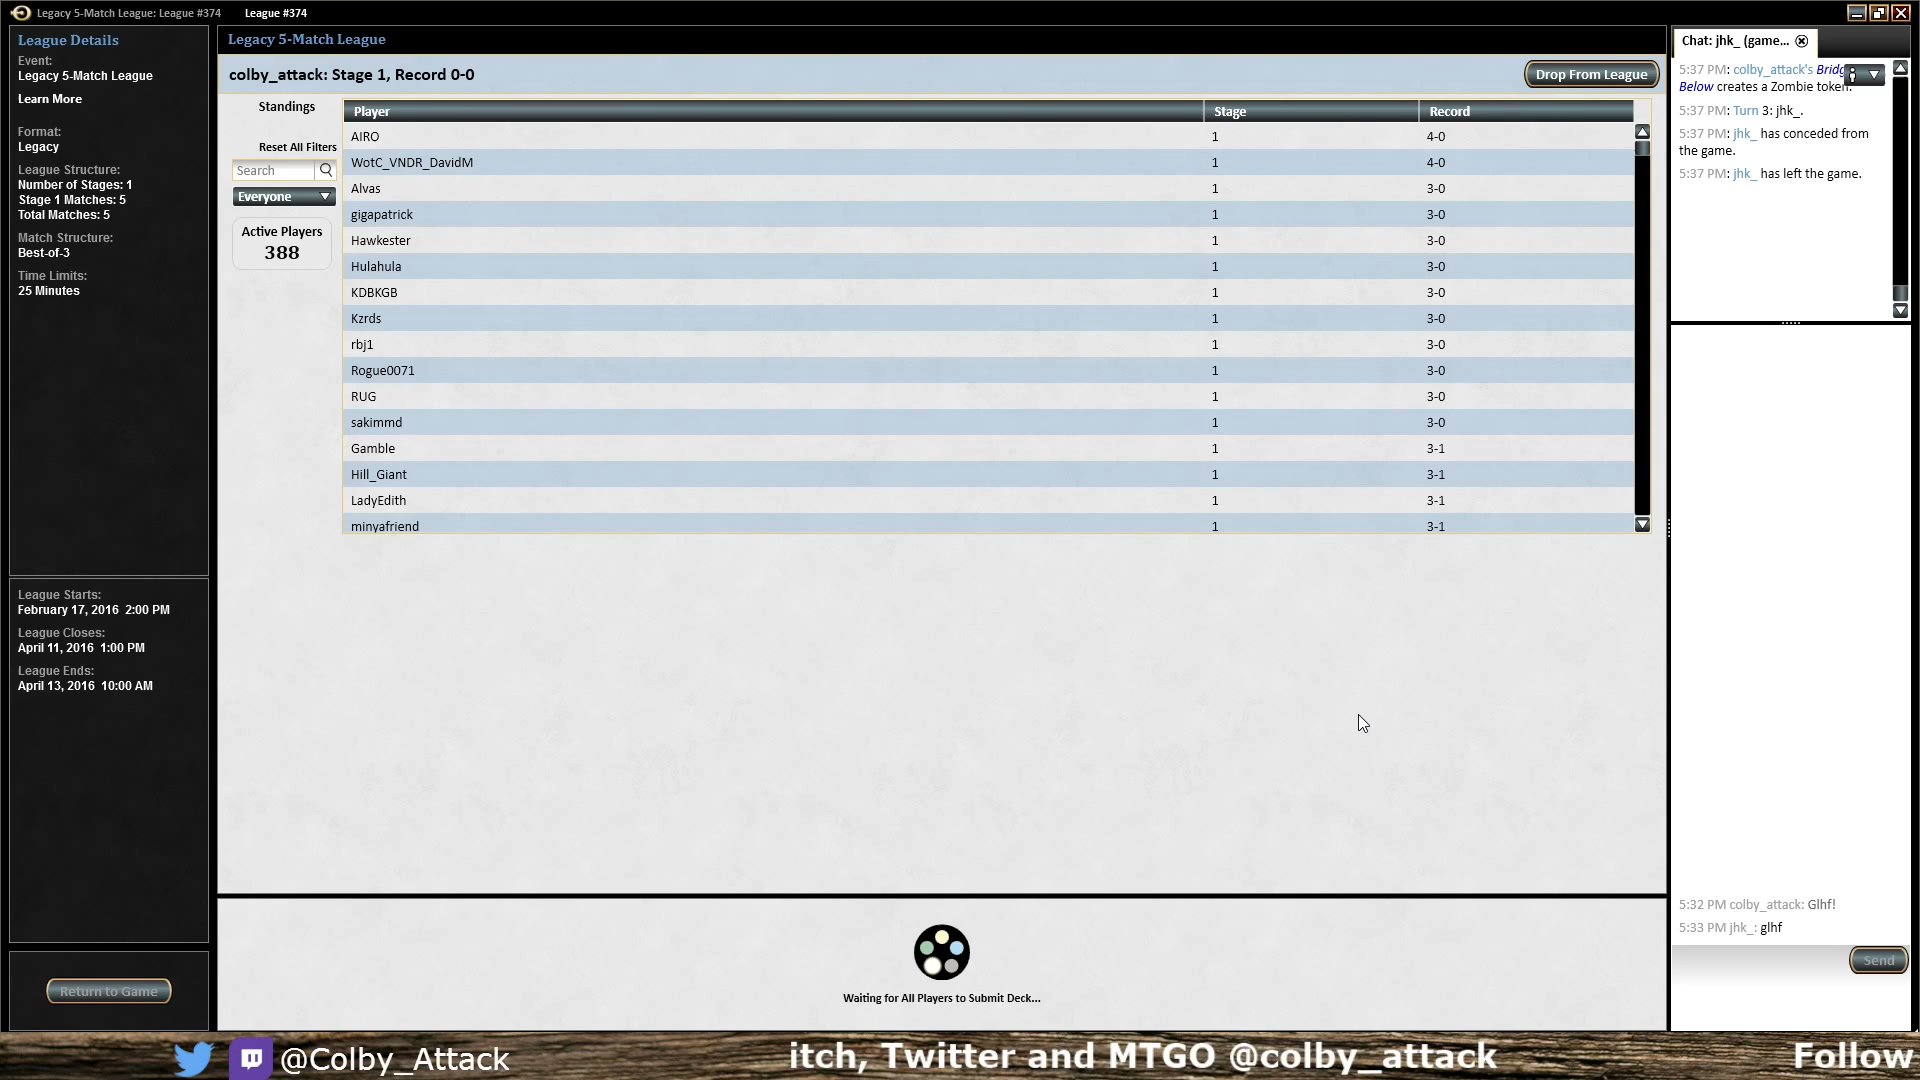 Legacy 5-Match League: League #374 League #374
League Details
Event:
Legacy 5-Match League
Learn More
Format:
Legacy
League Structure:
Number of Stages: 1
Stage 1 Matches: 5
Total Matches: 5
Match Structure:
Best-of-3
Time Limits:
25 Minutes
League Starts:
February 17, 2016 2:00 PM
League Closes:
April 11, 2016 1:00 PM
League Ends:
April 13, 2016 10:00 AM
Return to Game
Legacy 5-Match League
colby_attack: Stage 1, Record 0-0
Drop From League
Standings
Reset All Filters
Search
Everyone
Active Players
388
Player Stage Record
AIRO 1 4-0
WotC_VNDR_DavidM 1 4-0
Alvas 1 3-0
gigapatrick 1 3-0
Hawkester 1 3-0
Hulahula 1 3-0
KDBKGB 1 3-0
Kzrds 1 3-0
rbj1 1 3-0
Rogue0071 1 3-0
RUG 1 3-0
sakimmd 1 3-0
Gamble 1 3-1
Hill_Giant 1 3-1
LadyEdith 1 3-1
minyafriend 1 3-1
Waiting for All Players to Submit Deck...
Chat: jhk_ (game...
5:37 PM: colby_attack's Bridg
Below creates a Zombie token.
5:37 PM: Turn 3: jhk_.
5:37 PM: jhk_ has conceded from
the game.
5:37 PM: jhk_ has left the game.
5:32 PM colby_attack: Glhf!
5:33 PM jhk_: glhf
Send
@Colby_Attack
itch, Twitter and MTGO @colby_attack
Follow